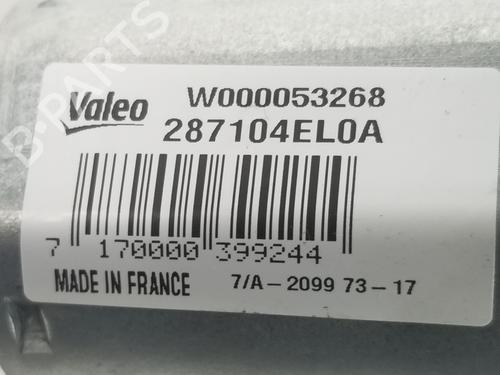 B-PARTS
Valeo W000053268
287104EL0A
7 170000 399244
MADE IN FRANCE 7/A-2099 73-17